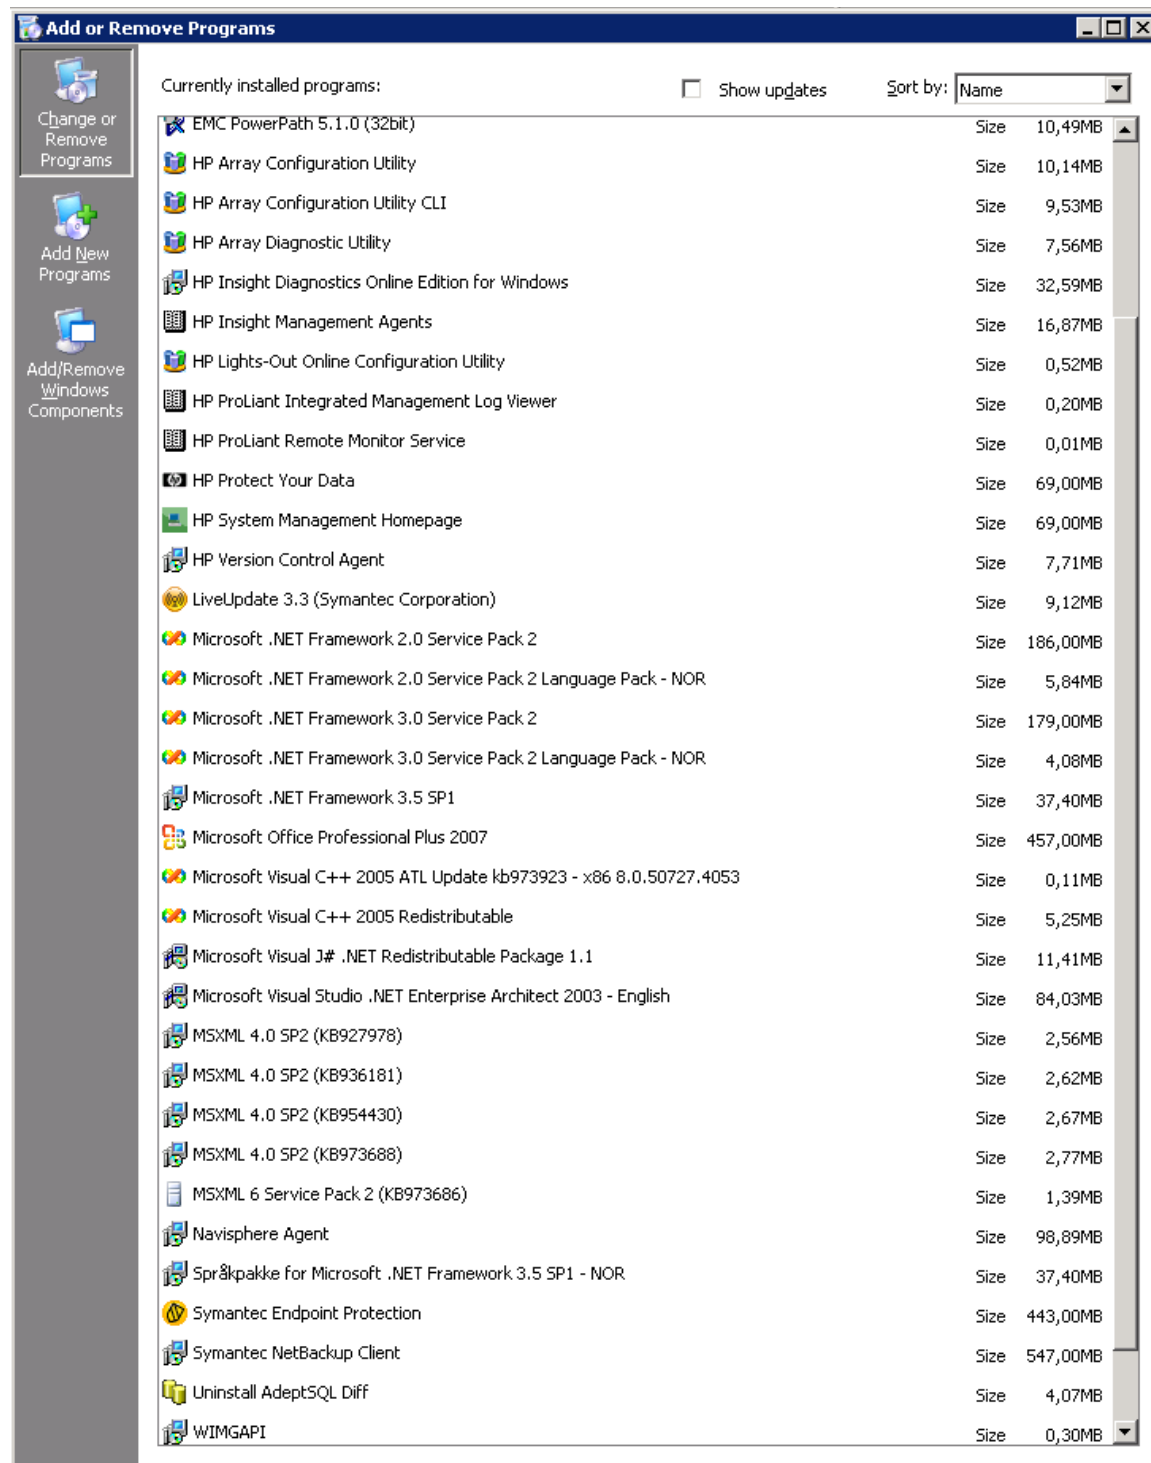 Add or Remove Programs
Change or
Remove
Programs
Add New
Programs
Add/Remove
Windows
Components
Currently installed programs:
Show updates
Sort by: Name
EMC PowerPath 5.1.0 (32bit) Size 10,49MB
HP Array Configuration Utility Size 10,14MB
HP Array Configuration Utility CLI Size 9,53MB
HP Array Diagnostic Utility Size 7,56MB
HP Insight Diagnostics Online Edition for Windows Size 32,59MB
HP Insight Management Agents Size 16,87MB
HP Lights-Out Online Configuration Utility Size 0,52MB
HP ProLiant Integrated Management Log Viewer Size 0,20MB
HP ProLiant Remote Monitor Service Size 0,01MB
HP Protect Your Data Size 69,00MB
HP System Management Homepage Size 69,00MB
HP Version Control Agent Size 7,71MB
LiveUpdate 3.3 (Symantec Corporation) Size 9,12MB
Microsoft .NET Framework 2.0 Service Pack 2 Size 186,00MB
Microsoft .NET Framework 2.0 Service Pack 2 Language Pack - NOR Size 5,84MB
Microsoft .NET Framework 3.0 Service Pack 2 Size 179,00MB
Microsoft .NET Framework 3.0 Service Pack 2 Language Pack - NOR Size 4,08MB
Microsoft .NET Framework 3.5 SP1 Size 37,40MB
Microsoft Office Professional Plus 2007 Size 457,00MB
Microsoft Visual C++ 2005 ATL Update kb973923 - x86 8.0.50727.4053 Size 0,11MB
Microsoft Visual C++ 2005 Redistributable Size 5,25MB
Microsoft Visual J# .NET Redistributable Package 1.1 Size 11,41MB
Microsoft Visual Studio .NET Enterprise Architect 2003 - English Size 84,03MB
MSXML 4.0 SP2 (KB927978) Size 2,56MB
MSXML 4.0 SP2 (KB936181) Size 2,62MB
MSXML 4.0 SP2 (KB954430) Size 2,67MB
MSXML 4.0 SP2 (KB973688) Size 2,77MB
MSXML 6 Service Pack 2 (KB973686) Size 1,39MB
Navisphere Agent Size 98,89MB
Språkpakke for Microsoft .NET Framework 3.5 SP1 - NOR Size 37,40MB
Symantec Endpoint Protection Size 443,00MB
Symantec NetBackup Client Size 547,00MB
Uninstall AdeptSQL Diff Size 4,07MB
WIMGAPI Size 0,30MB